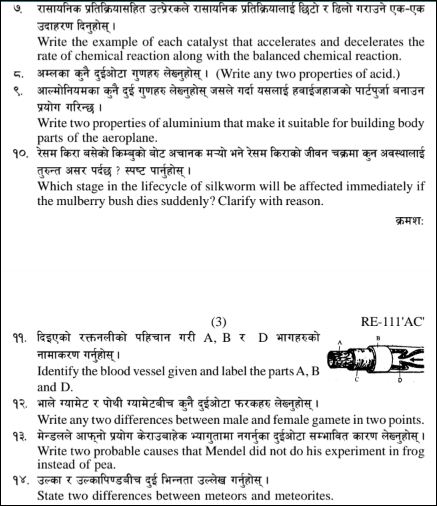 ७. रासायनिक प्रतिक्रियासहित उत्प्रेरकले रासायनिक प्रतिक्रियालाई छिटो र ढिलो गराउने एक-एक
उदाहरण दिनुहोस् ।
Write the example of each catalyst that accelerates and decelerates the
rate of chemical reaction along with the balanced chemical reaction.
८. अम्लका कुनै दुईओटा गुणहरु लेख्नुहोस् । (Write any two properties of acid.)
९. आल्मोनियमका कुनै दुई गुणहरु लेख्नुहोस् जसले गर्दा यसलाई हवाईजहाजको पार्टपुर्जा बनाउन
प्रयोग गरिन्छ ।
Write two properties of aluminium that make it suitable for building body
parts of the aeroplane.
१०. रेसम किरा बसेको किम्बुको बोट अचानक मऱ्यो भने रेसम किराको जीवन चक्रमा कुन अवस्थालाई
तुरुन्त असर पर्दछ ? स्पष्ट पार्नुहोस् ।
Which stage in the lifecycle of silkworm will be affected immediately if
the mulberry bush dies suddenly? Clarify with reason.
क्रमशः
(3) RE-111'AC'
११. दिइएको रक्तनलीको पहिचान गरी A, B र D भागहरुको
नामाकरण गर्नुहोस् ।
Identify the blood vessel given and label the parts A, B
and D.
A B
C D
१२. भाले ग्यामेट र पोथी ग्यामेटबीच कुनै दुईओटा फरकहरु लेख्नुहोस् ।
Write any two differences between male and female gamete in two points.
१३. मेन्डलले आफ्नो प्रयोग केराउबाहेक भ्यागुतामा नगर्नुका दुईओटा सम्भावित कारण लेख्नुहोस् ।
Write two probable causes that Mendel did not do his experiment in frog
instead of pea.
१४. उल्का र उल्कापिण्डबीच दुई भिन्नता उल्लेख गर्नुहोस् ।
State two differences between meteors and meteorites.